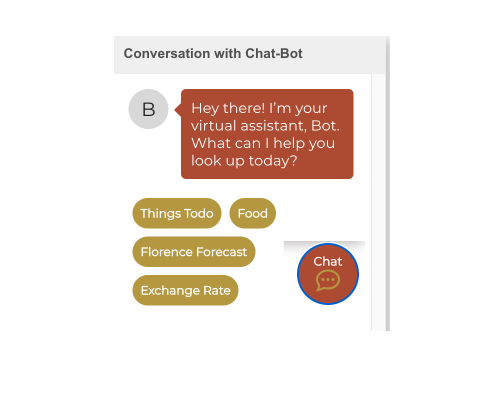 Conversation with Chat-Bot
B
Hey there! I'm your
virtual assistant, Bot.
What can I help you
look up today?
Things Todo
Food
Florence Forecast
Chat
Exchange Rate